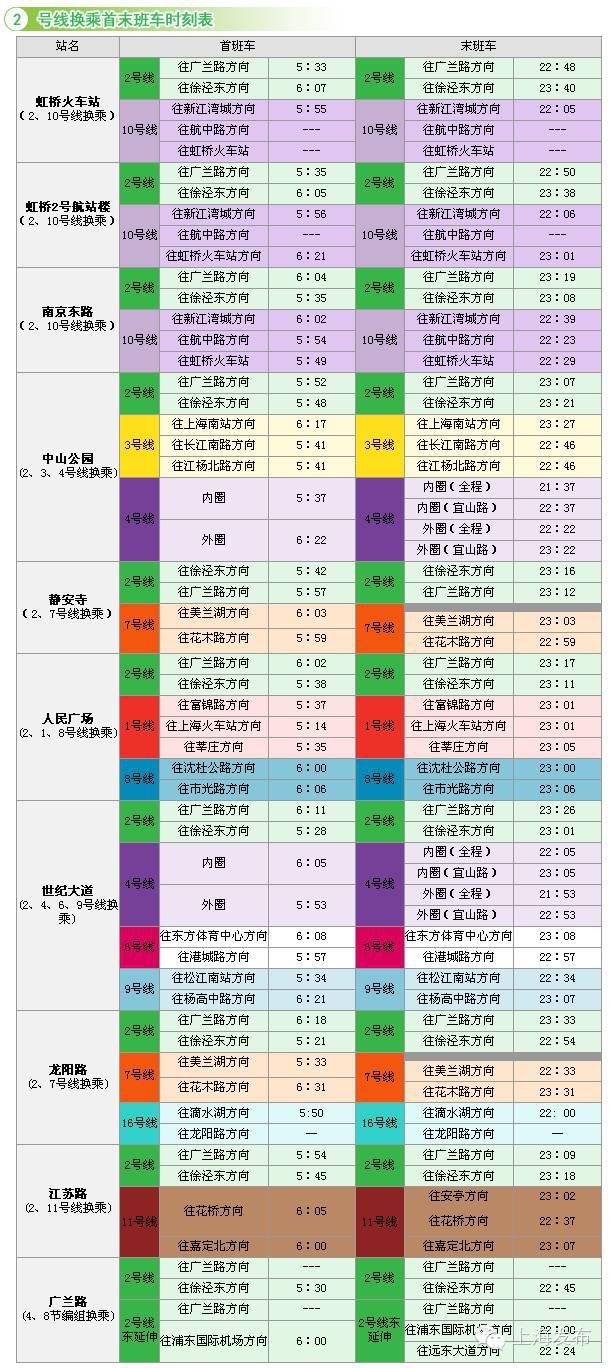 2 号线换乘首末班车时刻表
站名 首班车 末班车
虹桥火车站
（2、10号线换乘）
2号线 往广兰路方向 5：33 2号线 往广兰路方向 22：48
往徐泾东方向 6：07 往徐泾东方向 23：40
10号线 往新江湾城方向 5：55 10号线 往新江湾城方向 22：05
往航中路方向 --- 往航中路方向 ---
往虹桥火车站 --- 往虹桥火车站 ---
虹桥2号航站楼
（2、10号线换乘）
2号线 往广兰路方向 5：35 2号线 往广兰路方向 22：50
往徐泾东方向 6：05 往徐泾东方向 23：38
10号线 往新江湾城方向 5：56 10号线 往新江湾城方向 22：06
往航中路方向 --- 往航中路方向 ---
往虹桥火车站方向 6：21 往虹桥火车站方向 23：01
南京东路
（2、10号线换乘）
2号线 往广兰路方向 6：04 2号线 往广兰路方向 23：19
往徐泾东方向 5：35 往徐泾东方向 23：08
10号线 往新江湾城方向 6：02 10号线 往新江湾城方向 22：39
往航中路方向 5：54 往航中路方向 22：23
往虹桥火车站 5：49 往虹桥火车站 22：29
中山公园
(2、3、4号线换乘)
2号线 往广兰路方向 5：52 2号线 往广兰路方向 23：07
往徐泾东方向 5：48 往徐泾东方向 23：21
3号线 往上海南站方向 6：17 3号线 往上海南站方向 23：27
往长江南路方向 5：41 往长江南路方向 22：46
往江杨北路方向 5：41 往江杨北路方向 22：46
4号线 内圈 5：37 4号线 内圈（全程） 21：37
内圈（宜山路） 22：37
外圈 6：22 外圈（全程） 22：22
外圈（宜山路） 23：22
静安寺
（2、7号线换乘）
2号线 往徐泾东方向 5：42 2号线 往徐泾东方向 23：16
往广兰路方向 5：57 往广兰路方向 23：12
7号线 往美兰湖方向 6：03 7号线 往美兰湖方向 23：03
往花木路方向 5：59 往花木路方向 22：59
人民广场
(2、1、8号线换乘)
2号线 往广兰路方向 6：02 2号线 往广兰路方向 23：17
往徐泾东方向 5：38 往徐泾东方向 23：11
1号线 往富锦路方向 5：37 1号线 往富锦路方向 23：01
往上海火车站方向 5：14 往上海火车站方向 23：01
往莘庄方向 5：35 往莘庄方向 23：05
8号线 往沈杜公路方向 6：00 8号线 往沈杜公路方向 23：00
往市光路方向 6：06 往市光路方向 23：06
世纪大道
(2、4、6、9号线换
乘)
2号线 往广兰路方向 6：11 2号线 往广兰路方向 23：26
往徐泾东方向 5：28 往徐泾东方向 23：01
4号线 内圈 6：05 4号线 内圈（全程） 22：05
内圈（宜山路） 23：05
外圈 5：53 外圈（全程） 21：53
外圈（宜山路） 22：53
6号线 往东方体育中心方向 6：08 6号线 往东方体育中心方向 23：08
往港城路方向 5：57 往港城路方向 22：57
9号线 往松江南站方向 5：34 9号线 往松江南站方向 22：34
往杨高中路方向 6：21 往杨高中路方向 23：07
龙阳路
(2、7号线换乘)
2号线 往广兰路方向 6：18 2号线 往广兰路方向 23：33
往徐泾东方向 5：21 往徐泾东方向 22：54
7号线 往美兰湖方向 5：33 7号线 往美兰湖方向 22：33
往花木路方向 6：31 往花木路方向 23：31
16号线 往滴水湖方向 5:50 16号线 往滴水湖方向 22: 00
往龙阳路方向 — 往龙阳路方向 —
江苏路
(2、11号线换乘)
2号线 往广兰路方向 5：54 2号线 往广兰路方向 23：09
往徐泾东方向 5：45 往徐泾东方向 23：18
11号线 往花桥方向 6：05 11号线 往安亭方向 23：02
往花桥方向 22：37
往嘉定北方向 6：00 往嘉定北方向 23：07
广兰路
(4、8节编组换乘)
2号线 往广兰路方向 --- 2号线 往广兰路方向 ---
往徐泾东方向 5：30 往徐泾东方向 22：45
2号线东延伸 往广兰路方向 --- 2号线东延伸 往广兰路方向 ---
往浦东国际机场方向 6：00 往浦东国际机场方向 22：00
往远东大道方向 22：24
上海发布